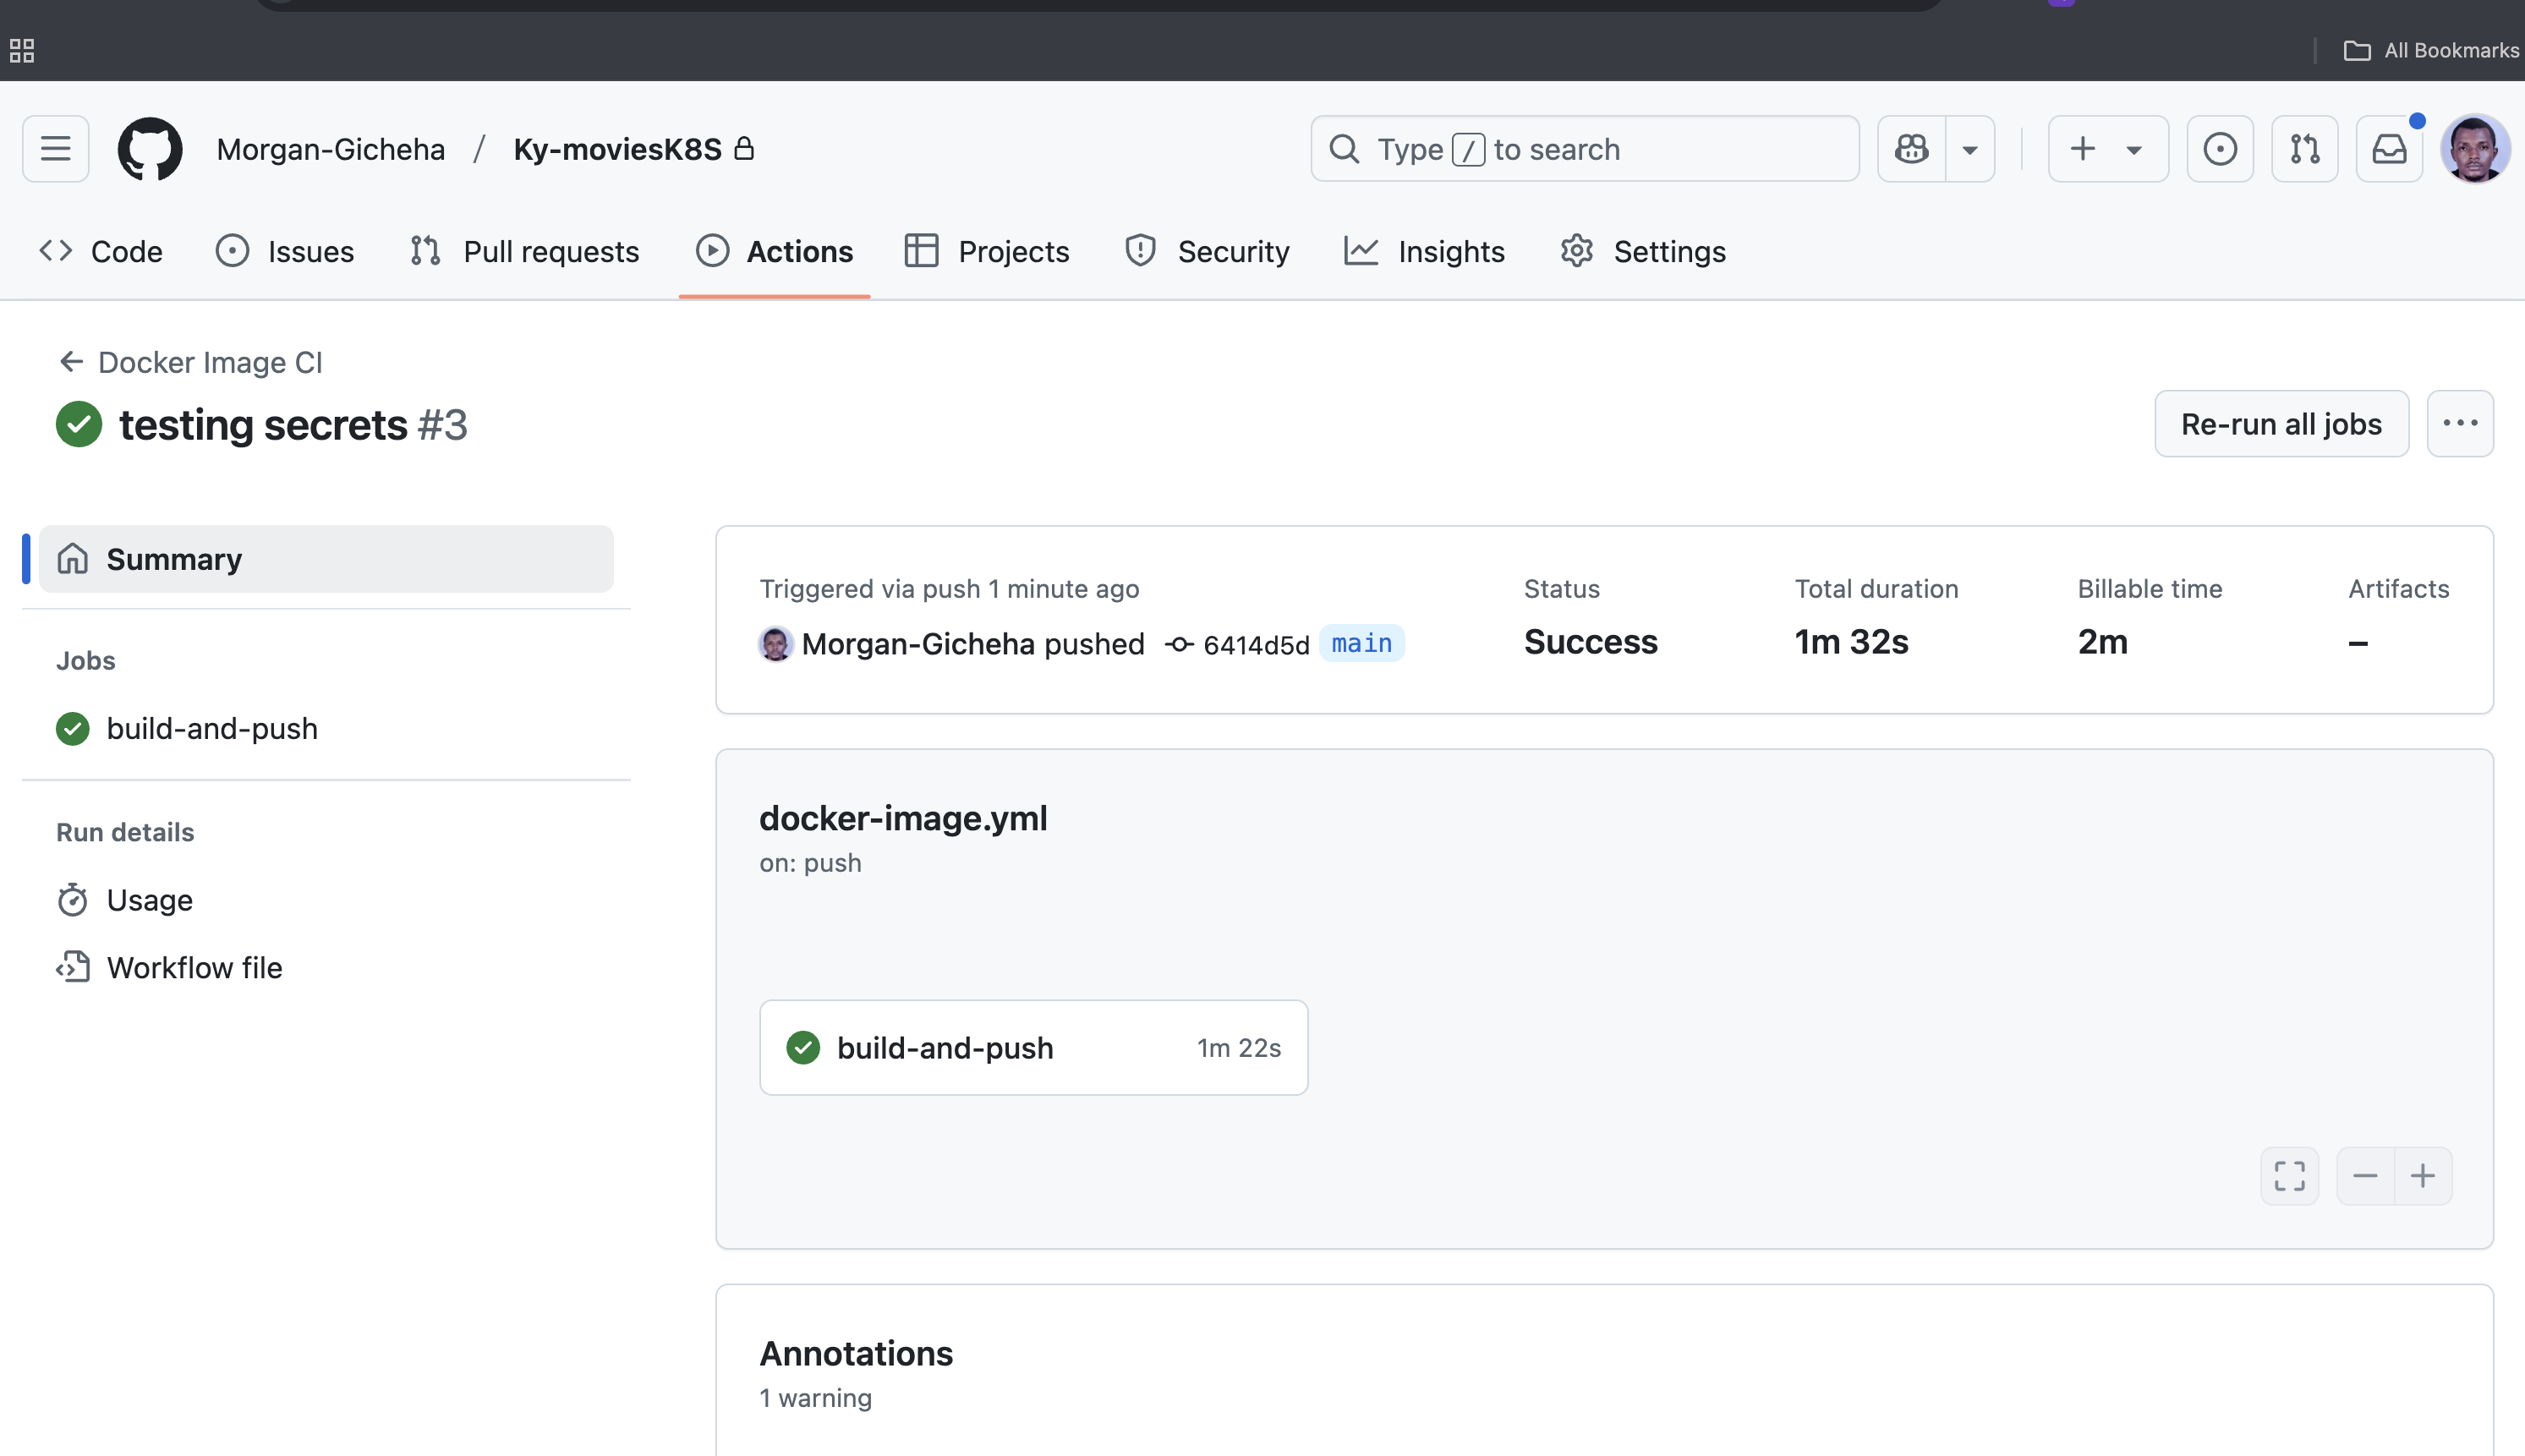 All Bookmarks
Morgan-Gicheha / Ky-moviesK8S
Type / to search
Code Issues Pull requests Actions Projects Security Insights Settings
Docker Image CI
testing secrets #3
Re-run all jobs
Summary
Jobs
build-and-push
Run details
Usage
Workflow file
Triggered via push 1 minute ago
Morgan-Gicheha pushed 6414d5d main
Status
Success
Total duration
1m 32s
Billable time
2m
Artifacts
–
docker-image.yml
on: push
build-and-push 1m 22s
Annotations
1 warning